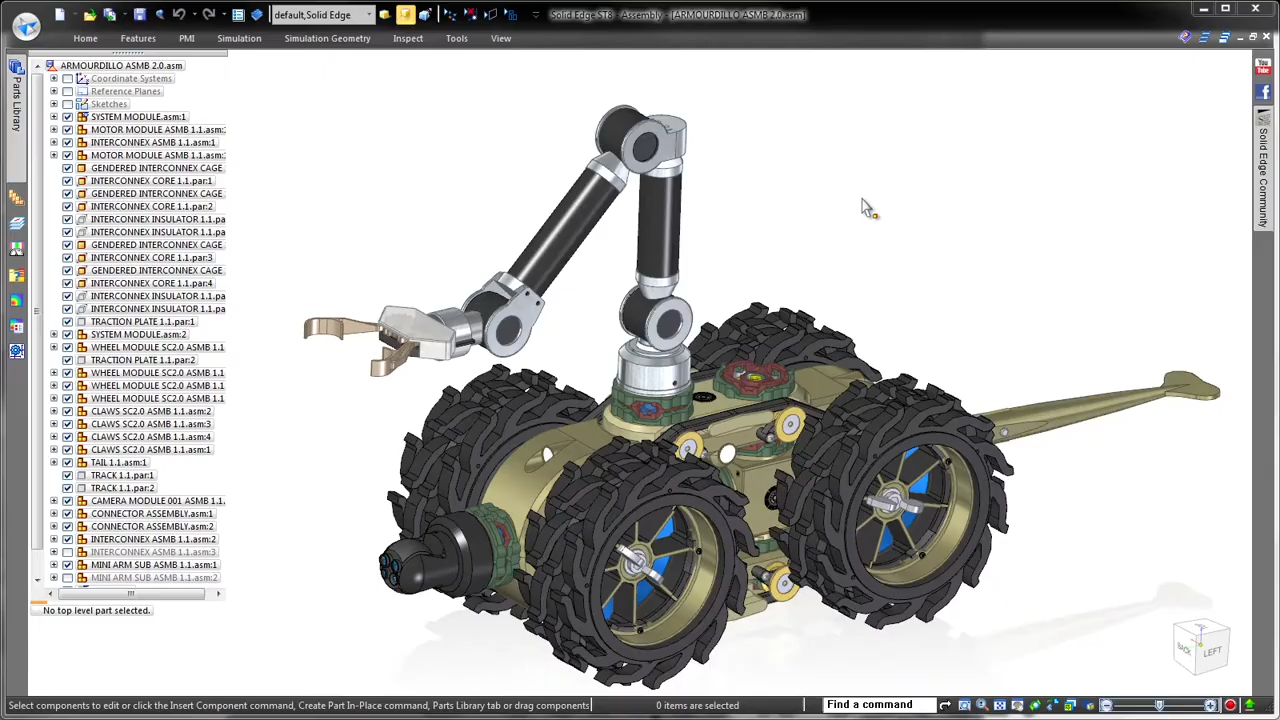 default,Solid Edge
Solid Edge ST8 - Assembly - [ARMOURDILLO ASMB 2.0.asm]
Home Features PMI Simulation Simulation Geometry Inspect Tools View
Parts Library
ARMOURDILLO ASMB 2.0.asm
Coordinate Systems
Reference Planes
Sketches
SYSTEM MODULE.asm:1
MOTOR MODULE ASMB 1.1.asm:
INTERCONNEX ASMB 1.1.asm:1
MOTOR MODULE ASMB 1.1.asm:
GENDERED INTERCONNEX CAGE
INTERCONNEX CORE 1.1.par:1
GENDERED INTERCONNEX CAGE
INTERCONNEX CORE 1.1.par:2
INTERCONNEX INSULATOR 1.1.pa
INTERCONNEX INSULATOR 1.1.pa
GENDERED INTERCONNEX CAGE
INTERCONNEX CORE 1.1.par:3
GENDERED INTERCONNEX CAGE
INTERCONNEX CORE 1.1.par:4
INTERCONNEX INSULATOR 1.1.pa
INTERCONNEX INSULATOR 1.1.pa
TRACTION PLATE 1.1.par:1
SYSTEM MODULE.asm:2
WHEEL MODULE SC2.0 ASMB 1.1
TRACTION PLATE 1.1.par:2
WHEEL MODULE SC2.0 ASMB 1.1
WHEEL MODULE SC2.0 ASMB 1.1
WHEEL MODULE SC2.0 ASMB 1.1
CLAWS SC2.0 ASMB 1.1.asm:2
CLAWS SC2.0 ASMB 1.1.asm:3
CLAWS SC2.0 ASMB 1.1.asm:4
CLAWS SC2.0 ASMB 1.1.asm:1
TAIL 1.1.asm:1
TRACK 1.1.par:1
TRACK 1.1.par:2
CAMERA MODULE 001 ASMB 1.1.
CONNECTOR ASSEMBLY.asm:1
CONNECTOR ASSEMBLY.asm:2
INTERCONNEX ASMB 1.1.asm:2
INTERCONNEX ASMB 1.1.asm:3
MINI ARM SUB ASMB 1.1.asm:1
MINI ARM SUB ASMB 1.1.asm:2
No top level part selected.
You
Tube
Solid Edge Community
BACK LEFT
Select components to edit or click the Insert Component command, Create Part In-Place command, Parts Library tab or drag components
0 items are selected
Find a command